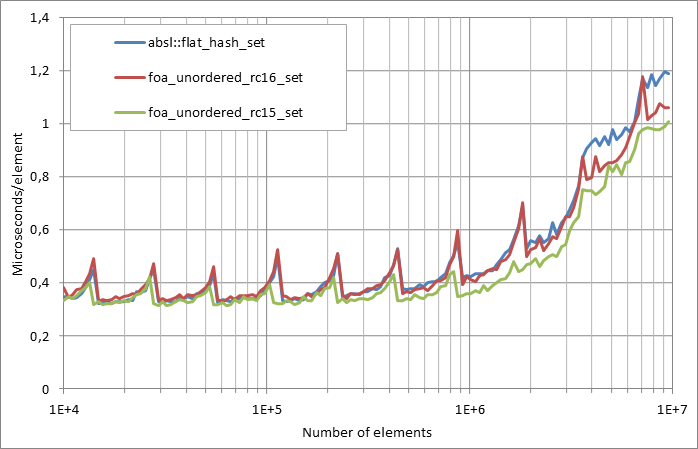 1,4
1,2
1
0,8
0,6
0,4
0,2
0
Microseconds/element
absl::flat_hash_set
foa_unordered_rc16_set
foa_unordered_rc15_set
1E+4 1E+5 1E+6 1E+7
Number of elements